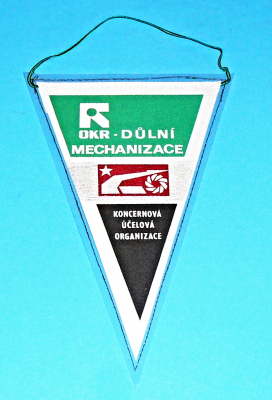 OKR - DŮLNÍ
MECHANIZACE
KONCERNOVÁ
ÚČELOVÁ
ORGANIZACE